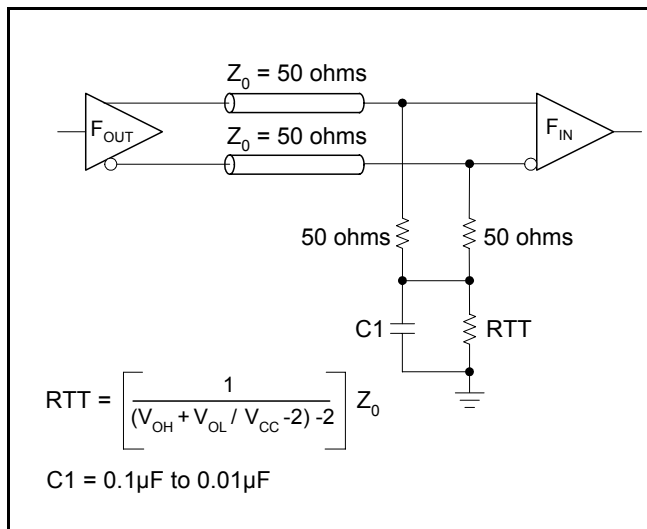 Z0 = 50 ohms
FOUT
Z0 = 50 ohms
FIN
50 ohms
50 ohms
C1
RTT
RTT = [ 1 / (VOH + VOL / VCC -2) -2 ] Z0
C1 = 0.1µF to 0.01µF